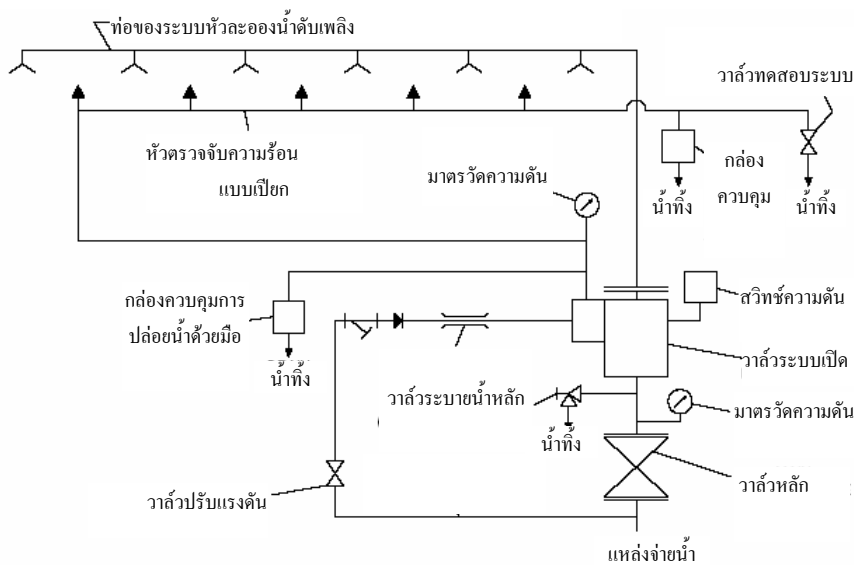 ท่อของระบบหัวละอองน้ำดับเพลิง
วาล์วทดสอบระบบ
หัวตรวจจับความร้อน
แบบเปียก
มาตรวัดความดัน
กล่อง
ควบคุม
น้ำทิ้ง
น้ำทิ้ง
กล่องควบคุมการ
ปล่อยน้ำด้วยมือ
น้ำทิ้ง
สวิทช์ความดัน
วาล์วระบบเปิด
วาล์วระบายน้ำหลัก
น้ำทิ้ง
มาตรวัดความดัน
วาล์วปรับแรงดัน
วาล์วหลัก
แหล่งจ่ายน้ำ